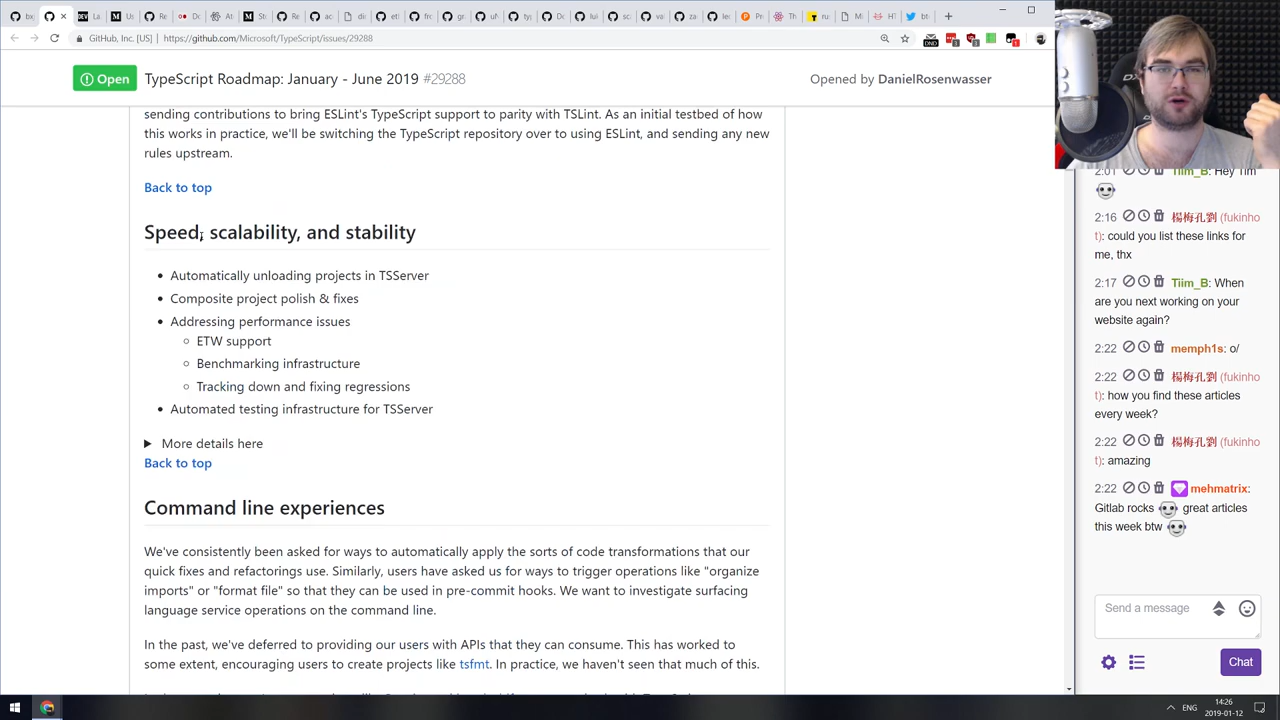 GitHub, Inc. [US] | https://github.com/Microsoft/TypeScript/issues/29288
Open TypeScript Roadmap: January - June 2019 #29288 Opened by DanielRosenwasser
sending contributions to bring ESLint's TypeScript support to parity with TSLint. As an initial testbed of how
this works in practice, we'll be switching the TypeScript repository over to using ESLint, and sending any new
rules upstream.
Back to top
Speed, scalability, and stability
Automatically unloading projects in TSServer
Composite project polish & fixes
Addressing performance issues
ETW support
Benchmarking infrastructure
Tracking down and fixing regressions
Automated testing infrastructure for TSServer
More details here
Back to top
Command line experiences
We've consistently been asked for ways to automatically apply the sorts of code transformations that our
quick fixes and refactorings use. Similarly, users have asked us for ways to trigger operations like "organize
imports" or "format file" so that they can be used in pre-commit hooks. We want to investigate surfacing
language service operations on the command line.
In the past, we've deferred to providing our users with APIs that they can consume. This has worked to
some extent, encouraging users to create projects like tsfmt. In practice, we haven't seen that much of this.
2:01 Tiim_B: Hey Tim
2:16 楊梅孔劉 (fukinho
t): could you list these links for
me, thx
2:17 Tiim_B: When
are you next working on your
website again?
2:22 memph1s: o/
2:22 楊梅孔劉 (fukinho
t): how you find these articles
every week?
2:22 楊梅孔劉 (fukinho
t): amazing
2:22 mehmatrix:
Gitlab rocks great articles
this week btw
Send a message
Chat
ENG
14:26
2019-01-12